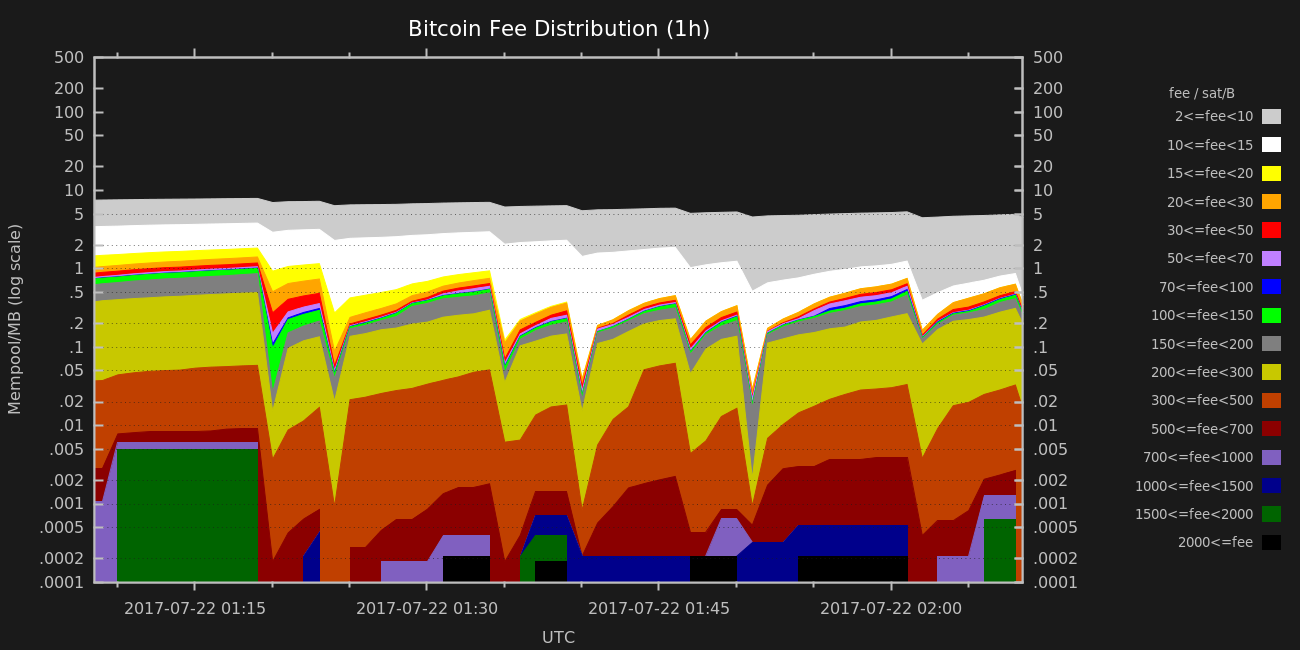 Bitcoin Fee Distribution (1h)
500 500
200 200
100 100
50 50
20 20
10 10
5 5
2 2
1 1
.5 .5
.2 .2
.1 .1
.05 .05
.02 .02
.01 .01
.005 .005
.002 .002
.001 .001
.0005 .0005
.0002 .0002
.0001 .0001
Mempool/MB (log scale)
2017-07-22 01:15 2017-07-22 01:30 2017-07-22 01:45 2017-07-22 02:00
UTC
fee / sat/B
2<=fee<10
10<=fee<15
15<=fee<20
20<=fee<30
30<=fee<50
50<=fee<70
70<=fee<100
100<=fee<150
150<=fee<200
200<=fee<300
300<=fee<500
500<=fee<700
700<=fee<1000
1000<=fee<1500
1500<=fee<2000
2000<=fee